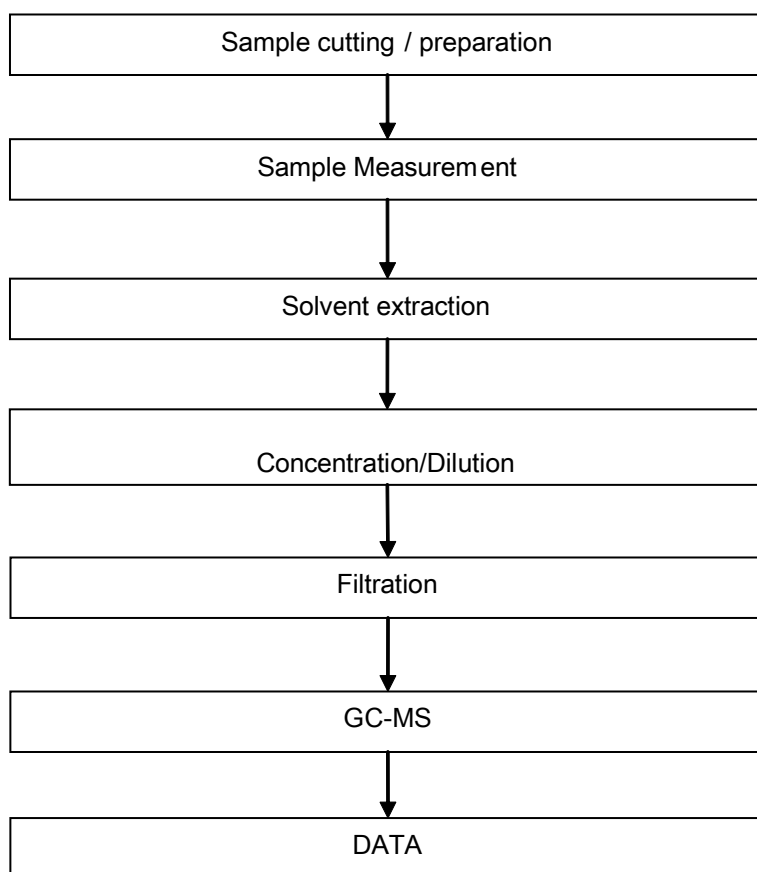 Sample cutting / preparation
Sample Measurement
Solvent extraction
Concentration/Dilution
Filtration
GC-MS
DATA